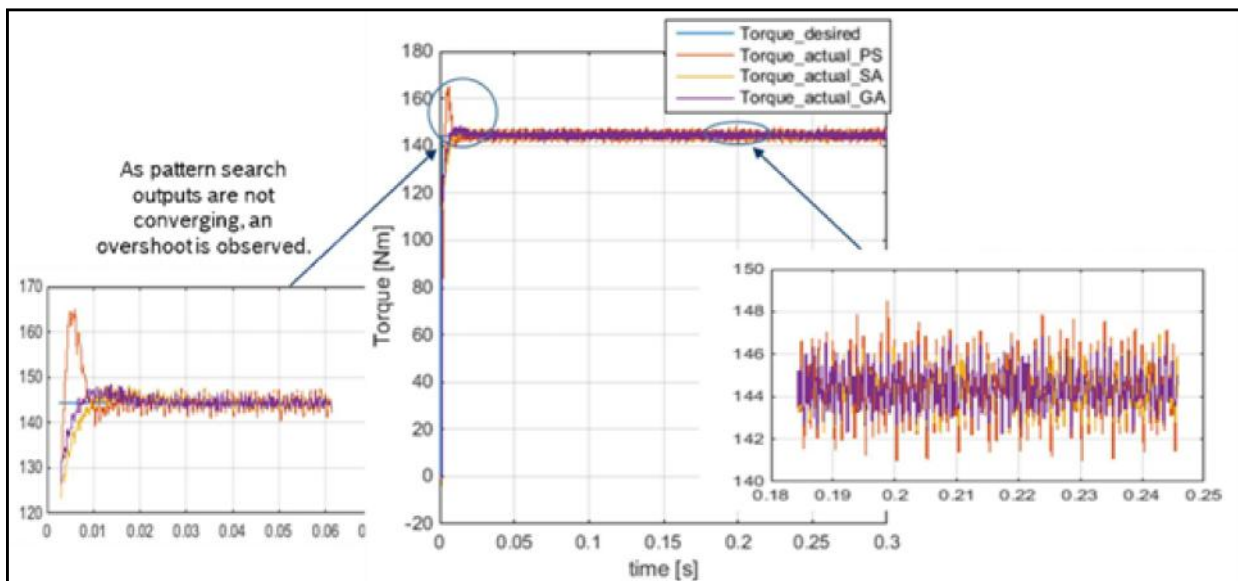 Torque_desired
Torque_actual_PS
Torque_actual_SA
Torque_actual_GA
180
160
140
120
100
80
60
40
20
0
-20
Torque [Nm]
0 0.05 0.1 0.15 0.2 0.25 0.3
time [s]
As pattern search
outputs are not
converging, an
overshoot is observed.
170
160
150
140
130
120
0 0.01 0.02 0.03 0.04 0.05 0.06
150
148
146
144
142
140
0.18 0.19 0.2 0.21 0.22 0.23 0.24 0.25